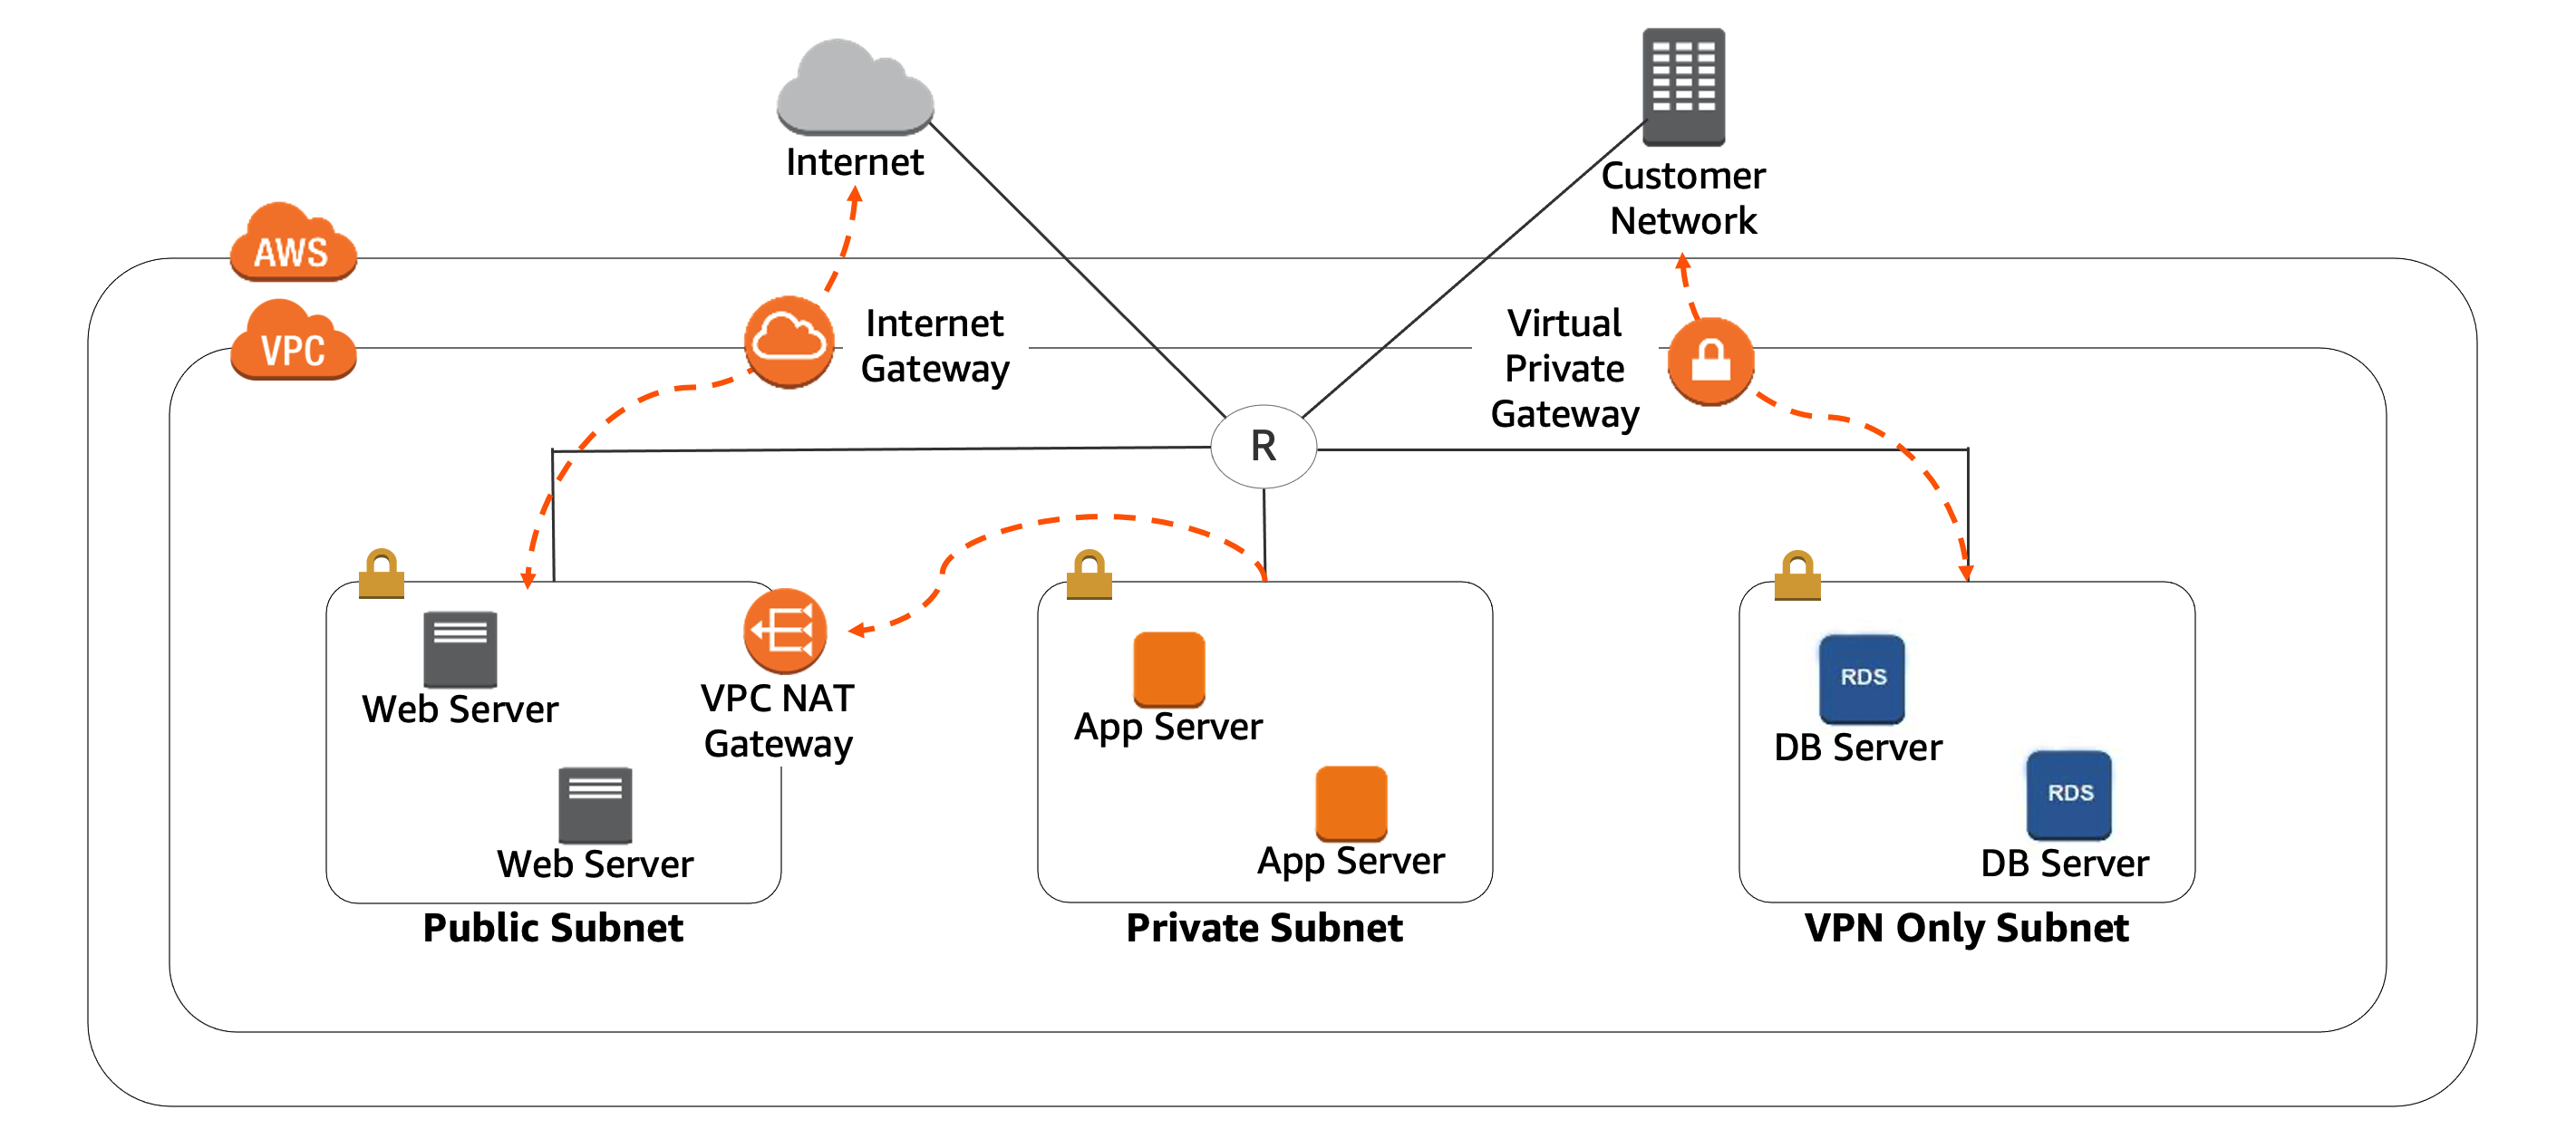 Internet
Customer
Network
AWS
VPC
Internet
Gateway
Virtual
Private
Gateway
R
Web Server
VPC NAT
Gateway
Web Server
Public Subnet
App Server
App Server
Private Subnet
RDS
DB Server
RDS
DB Server
VPN Only Subnet